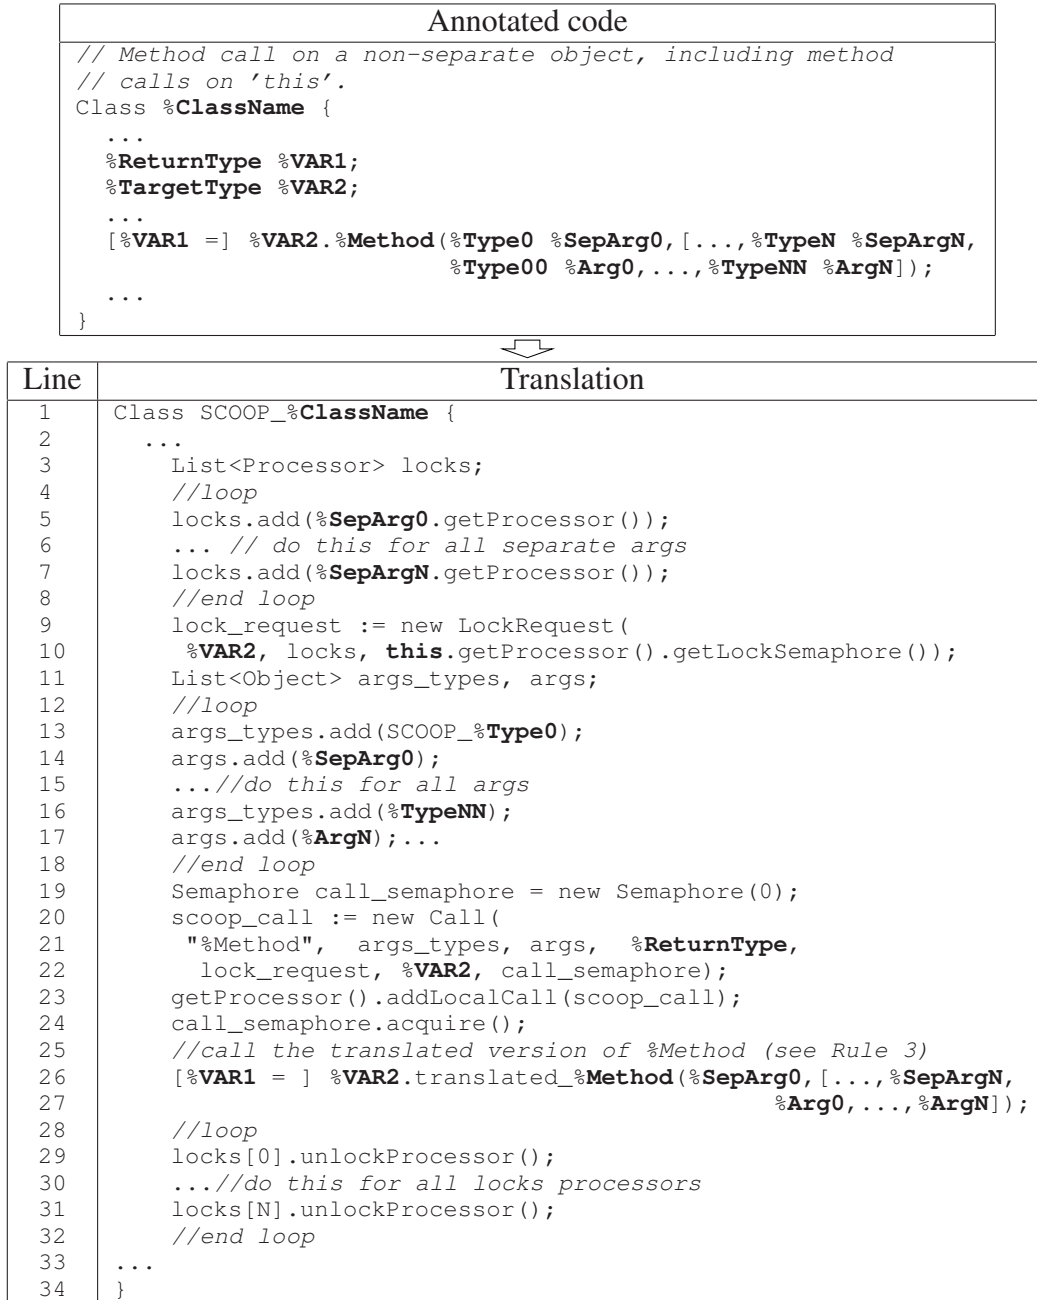 Annotated code
// Method call on a non-separate object, including method
// calls on 'this'.
Class %ClassName {
...
%ReturnType %VAR1;
%TargetType %VAR2;
...
[%VAR1 =] %VAR2.%Method(%Type0 %SepArg0,[...,%TypeN %SepArgN,
%Type00 %Arg0,...,%TypeNN %ArgN]);
...
}
Line Translation
1 Class SCOOP_%ClassName {
2 ...
3 List<Processor> locks;
4 //loop
5 locks.add(%SepArg0.getProcessor());
6 ... // do this for all separate args
7 locks.add(%SepArgN.getProcessor());
8 //end loop
9 lock_request := new LockRequest(
10 %VAR2, locks, this.getProcessor().getLockSemaphore());
11 List<Object> args_types, args;
12 //loop
13 args_types.add(SCOOP_%Type0);
14 args.add(%SepArg0);
15 ...//do this for all args
16 args_types.add(%TypeNN);
17 args.add(%ArgN);...
18 //end loop
19 Semaphore call_semaphore = new Semaphore(0);
20 scoop_call := new Call(
21 "%Method", args_types, args, %ReturnType,
22 lock_request, %VAR2, call_semaphore);
23 getProcessor().addLocalCall(scoop_call);
24 call_semaphore.acquire();
25 //call the translated version of %Method (see Rule 3)
26 [%VAR1 = ] %VAR2.translated_%Method(%SepArg0,[...,%SepArgN,
27 %Arg0,...,%ArgN]);
28 //loop
29 locks[0].unlockProcessor();
30 ...//do this for all locks processors
31 locks[N].unlockProcessor();
32 //end loop
33 ...
34 }